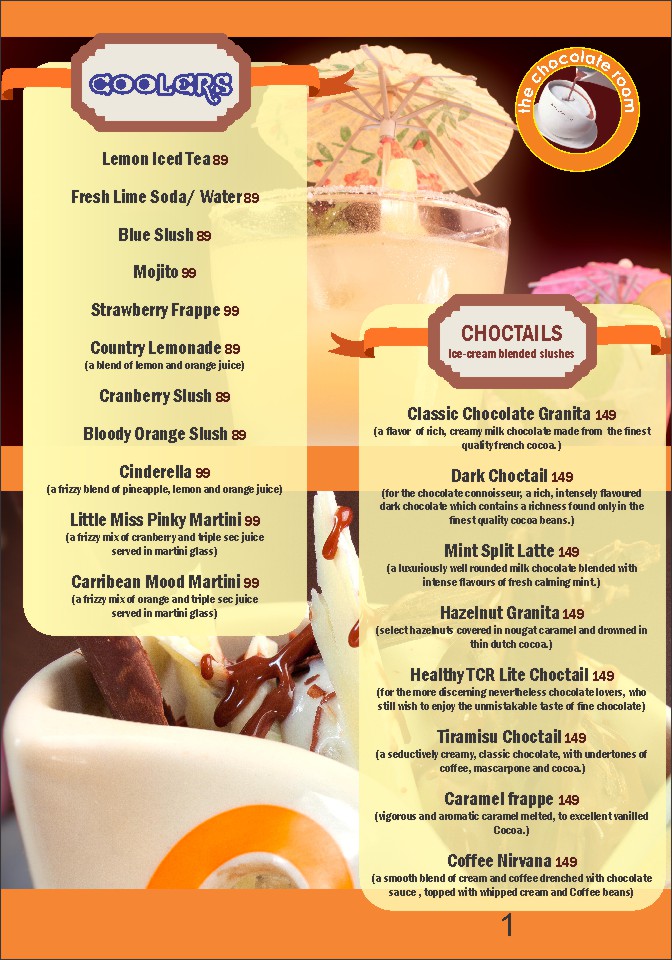 COOLERS
Lemon Iced Tea 89
Fresh Lime Soda/ Water 89
Blue Slush 89
Mojito 99
Strawberry Frappe 99
Country Lemonade 89
(a blend of lemon and orange juice)
Cranberry Slush 89
Bloody Orange Slush 89
Cinderella 99
(a frizzy blend of pineapple, lemon and orange juice)
Little Miss Pinky Martini 99
(a frizzy mix of cranberry and triple sec juice
served in martini glass)
Carribean Mood Martini 99
(a frizzy mix of orange and triple sec juice
served in martini glass)
the chocolate room
CHOCTAILS
Ice-cream blended slushes
Classic Chocolate Granita 149
(a flavor of rich, creamy milk chocolate made from the finest
quality french cocoa.)
Dark Choctail 149
(for the chocolate connoisseur, a rich, intensely flavoured
dark chocolate which contains a richness found only in the
finest quality cocoa beans.)
Mint Split Latte 149
(a luxuriously well rounded milk chocolate blended with
intense flavours of fresh calming mint.)
Hazelnut Granita 149
(select hazelnuts covered in nougat caramel and drowned in
thin dutch cocoa.)
Healthy TCR Lite Choctail 149
(for the more discerning nevertheless chocolate lovers, who
still wish to enjoy the unmistakable taste of fine chocolate)
Tiramisu Choctail 149
(a seductively creamy, classic chocolate, with undertones of
coffee, mascarpone and cocoa.)
Caramel frappe 149
(vigorous and aromatic caramel melted, to excellent vanilled
Cocoa.)
Coffee Nirvana 149
(a smooth blend of cream and coffee drenched with chocolate
sauce , topped with whipped cream and Coffee beans)
1